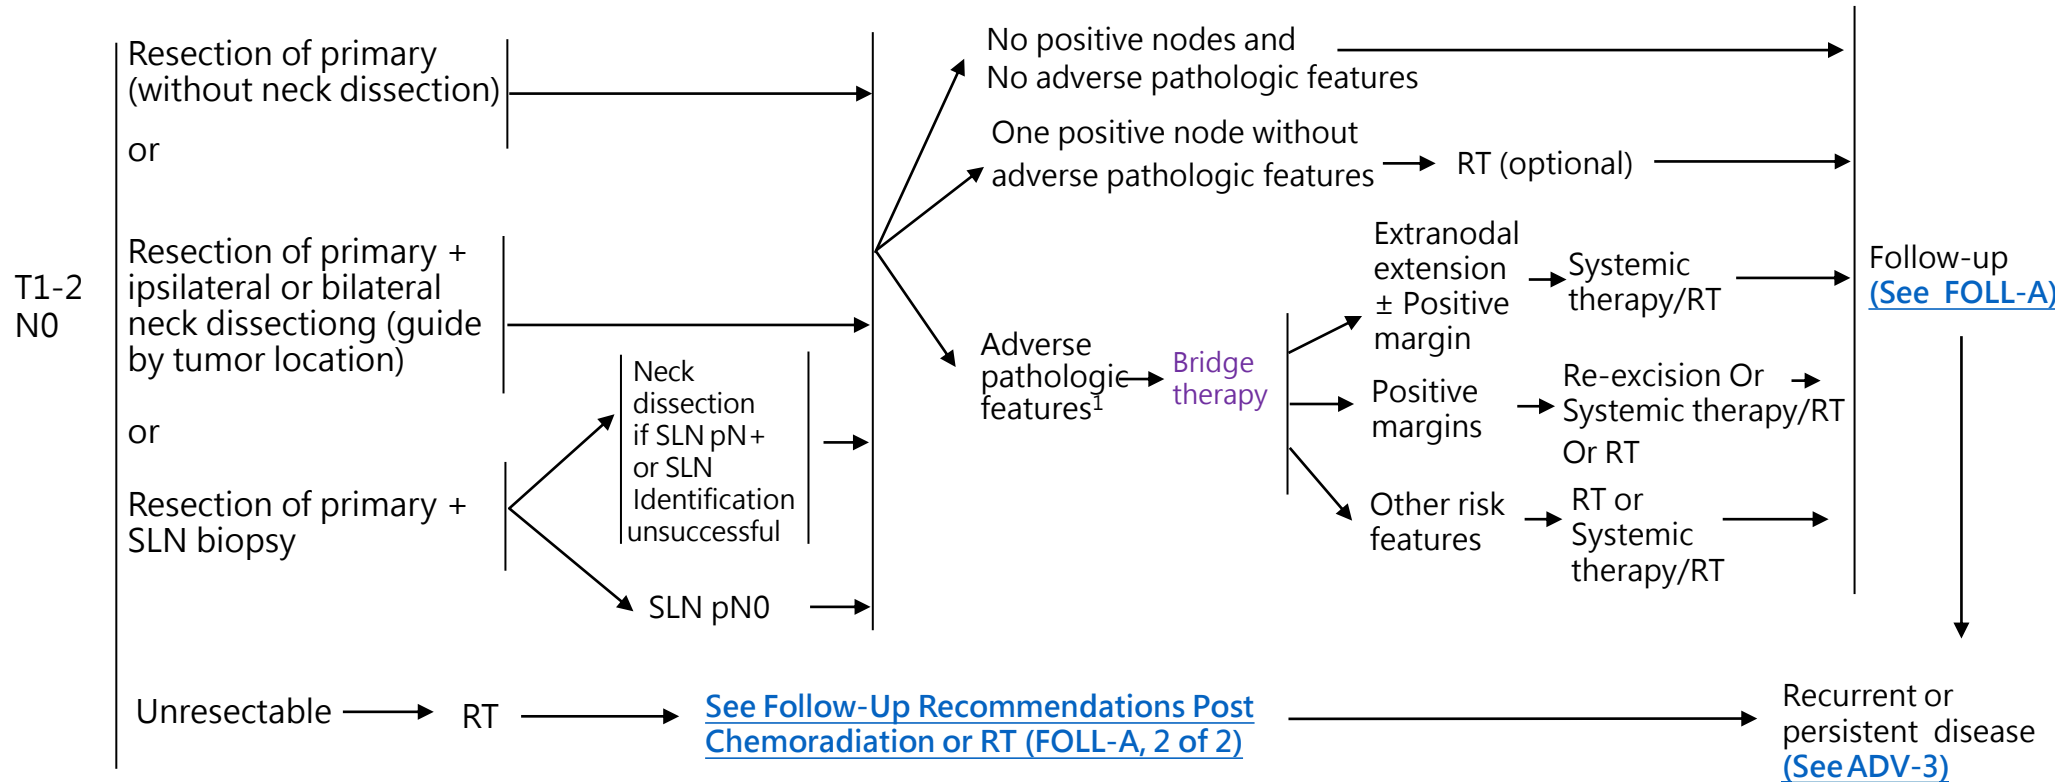 T1-2
N0
Resection of primary
(without neck dissection)
or
Resection of primary +
ipsilateral or bilateral
neck dissectiong (guide
by tumor location)
or
Resection of primary +
SLN biopsy
Neck
dissection
if SLN pN+
or SLN
Identification
unsuccessful
SLN pN0
No positive nodes and
No adverse pathologic features
One positive node without
adverse pathologic features
RT (optional)
Adverse
pathologic
features1
Bridge
therapy
Extranodal
extension
± Positive
margin
Systemic
therapy/RT
Positive
margins
Re-excision Or
Systemic therapy/RT
Or RT
Other risk
features
RT or
Systemic
therapy/RT
Follow-up
(See FOLL-A)
Unresectable
RT
See Follow-Up Recommendations Post
Chemoradiation or RT (FOLL-A, 2 of 2)
Recurrent or
persistent disease
(See ADV-3)